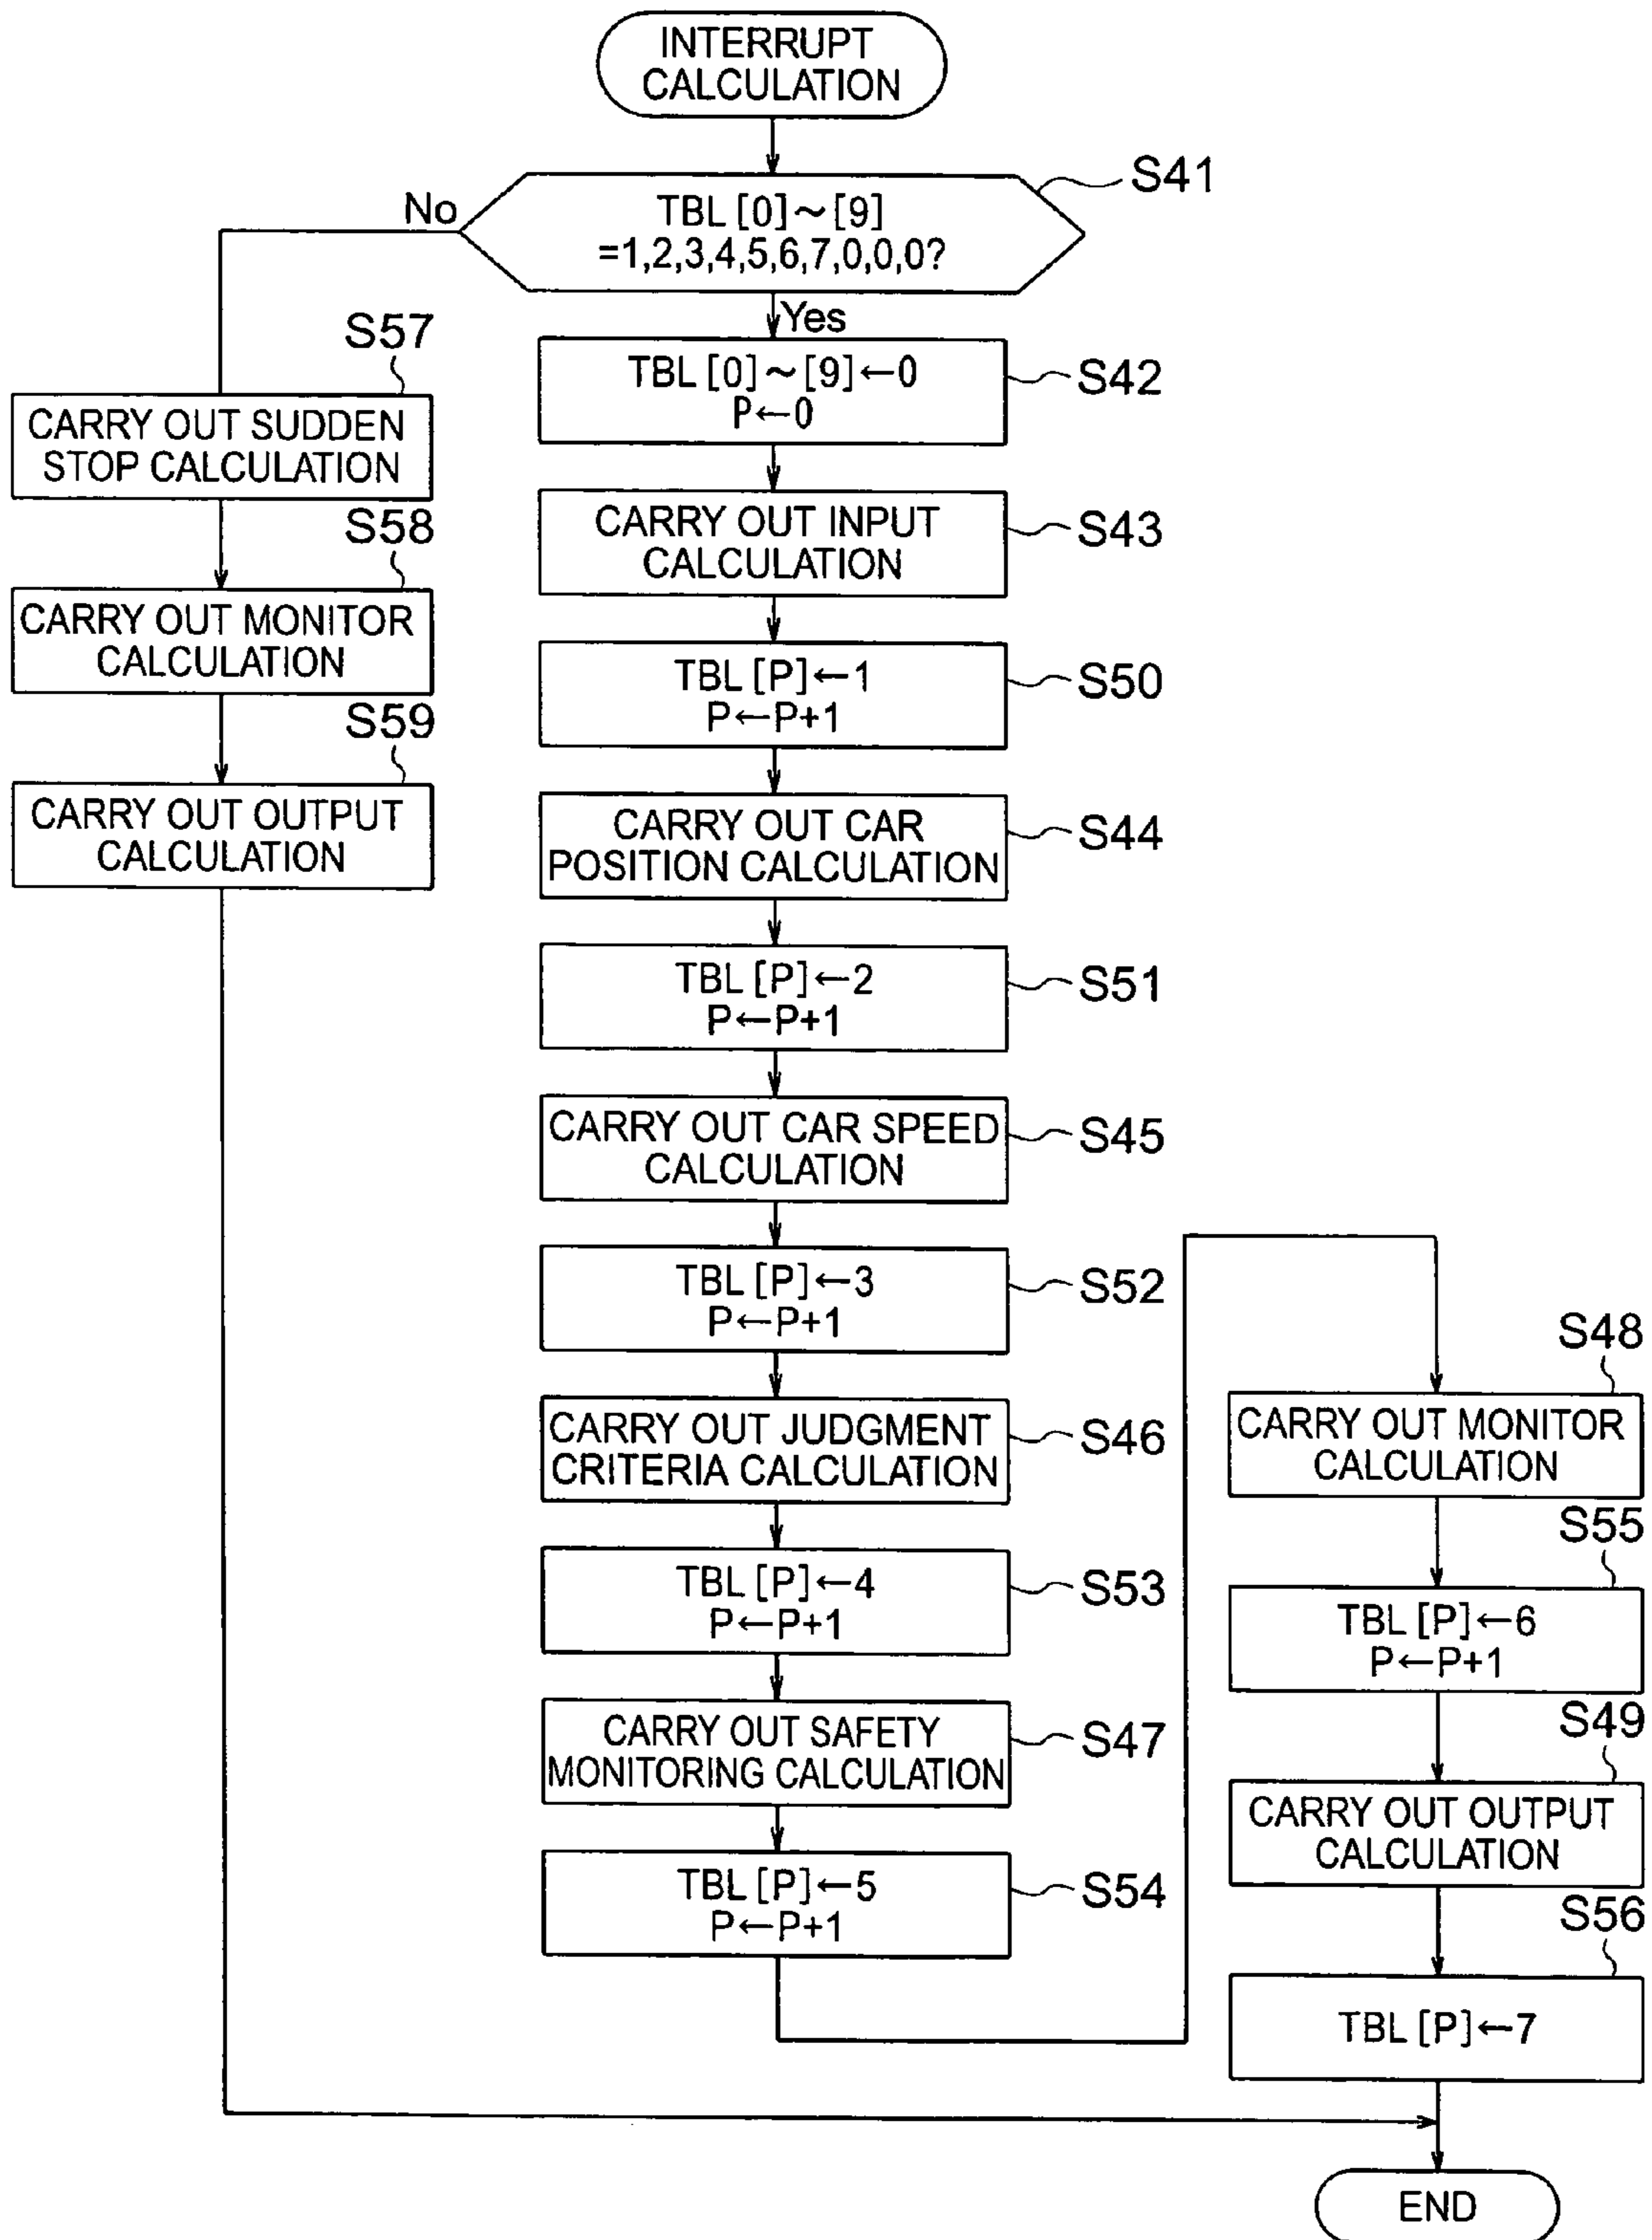 INTERRUPT
CALCULATION
S41
No
TBL [0]~[9]
=1,2,3,4,5,6,7,0,0,0?
Yes
S42
TBL [0]~[9]←0
P←0
S43
CARRY OUT INPUT
CALCULATION
S50
TBL [P]←1
P←P+1
S44
CARRY OUT CAR
POSITION CALCULATION
S51
TBL [P]←2
P←P+1
S45
CARRY OUT CAR SPEED
CALCULATION
S52
TBL [P]←3
P←P+1
S46
CARRY OUT JUDGMENT
CRITERIA CALCULATION
S53
TBL [P]←4
P←P+1
S47
CARRY OUT SAFETY
MONITORING CALCULATION
S54
TBL [P]←5
P←P+1
S48
CARRY OUT MONITOR
CALCULATION
S55
TBL [P]←6
P←P+1
S49
CARRY OUT OUTPUT
CALCULATION
S56
TBL [P]←7
S57
CARRY OUT SUDDEN
STOP CALCULATION
S58
CARRY OUT MONITOR
CALCULATION
S59
CARRY OUT OUTPUT
CALCULATION
END